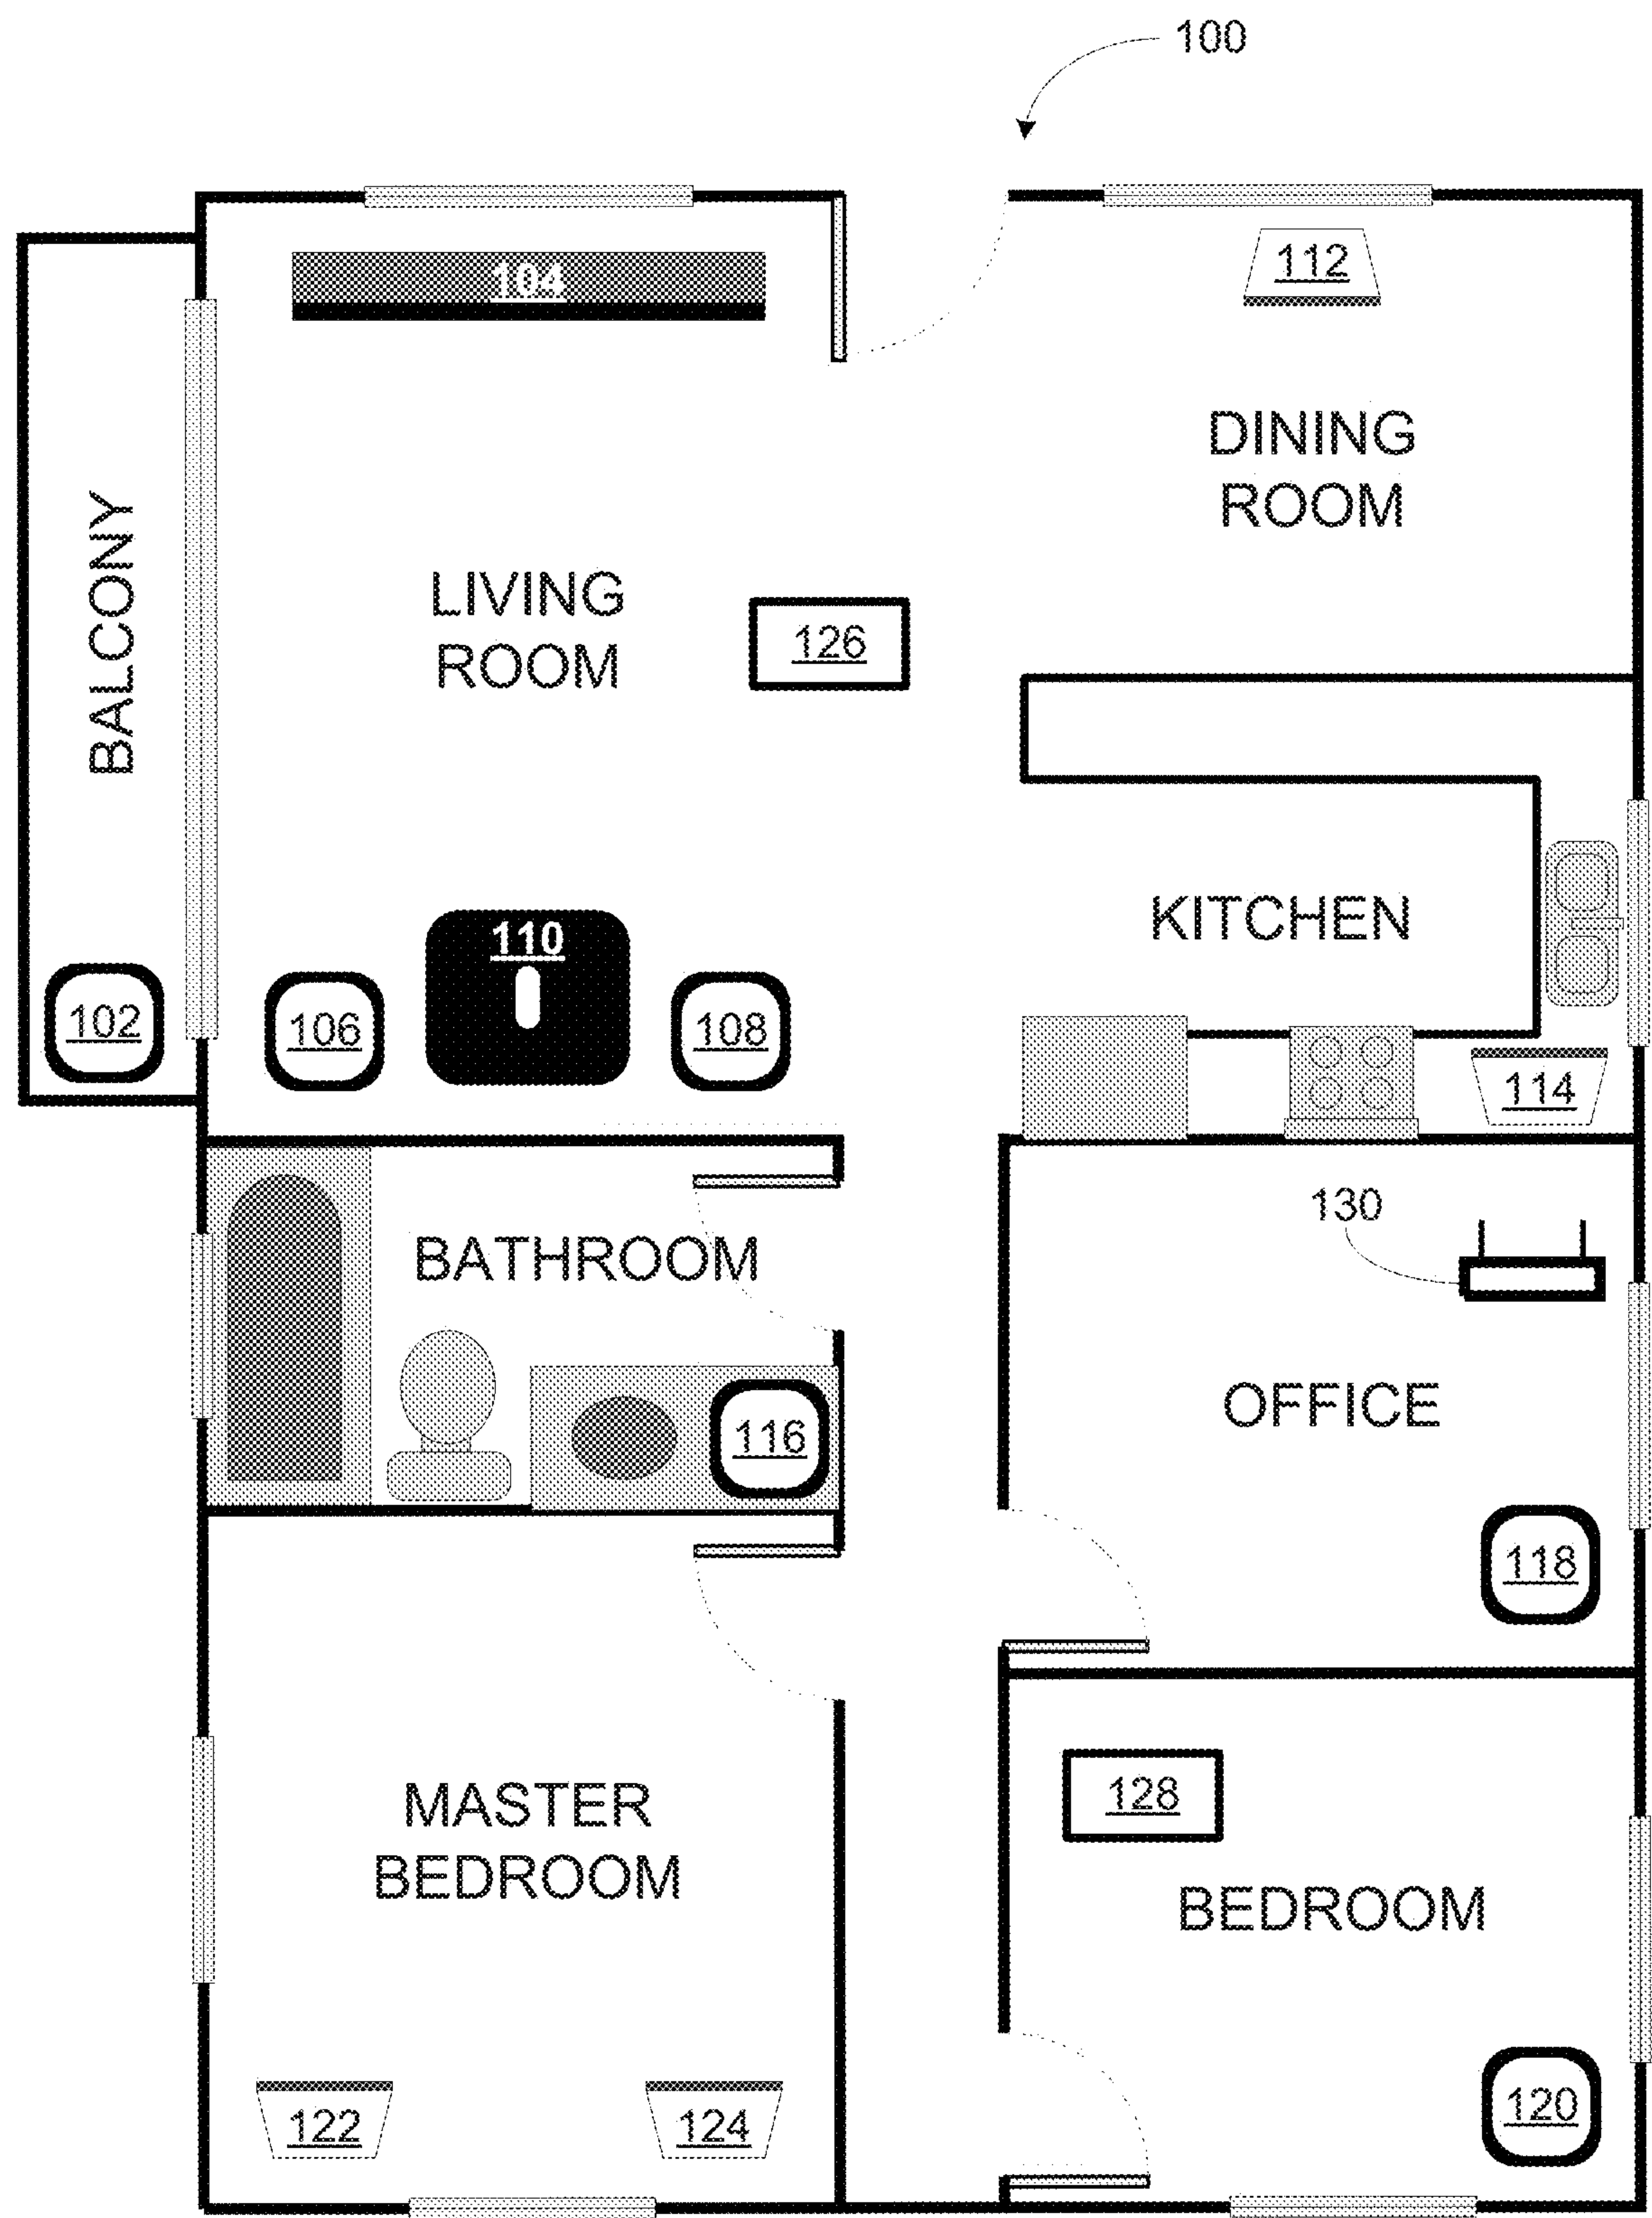 100
104
112
DINING
ROOM
BALCONY
LIVING
ROOM
126
KITCHEN
110
102
106
108
114
130
BATHROOM
OFFICE
116
118
128
MASTER
BEDROOM
BEDROOM
122
124
120